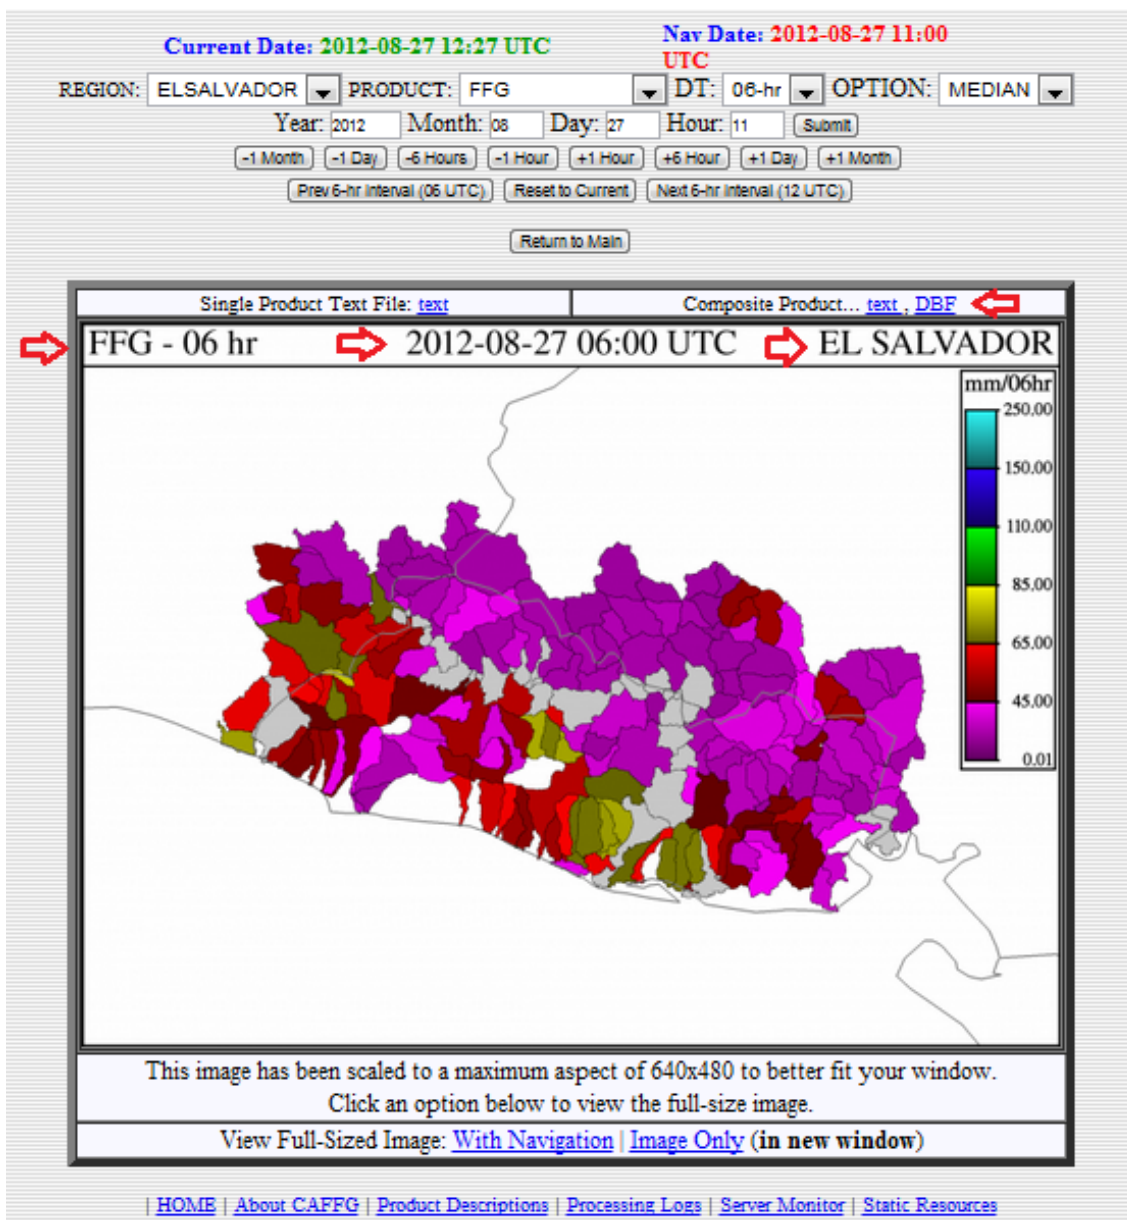 Current Date: 2012-08-27 12:27 UTC
Nav Date: 2012-08-27 11:00
UTC
REGION: ELSALVADOR PRODUCT: FFG DT: 06-hr OPTION: MEDIAN
Year: 2012 Month: 08 Day: 27 Hour: 11 Submit
-1 Month -1 Day -6 Hours -1 Hour +1 Hour +6 Hour +1 Day +1 Month
Prev 6-hr Interval (06 UTC) Reset to Current Next 6-hr Interval (12 UTC)
Return to Main
Single Product Text File: text Composite Product... text , DBF
FFG - 06 hr 2012-08-27 06:00 UTC EL SALVADOR
mm/06hr
250.00
150.00
110.00
85.00
65.00
45.00
0.01
This image has been scaled to a maximum aspect of 640x480 to better fit your window.
Click an option below to view the full-size image.
View Full-Sized Image: With Navigation | Image Only (in new window)
| HOME | About CAFFG | Product Descriptions | Processing Logs | Server Monitor | Static Resources